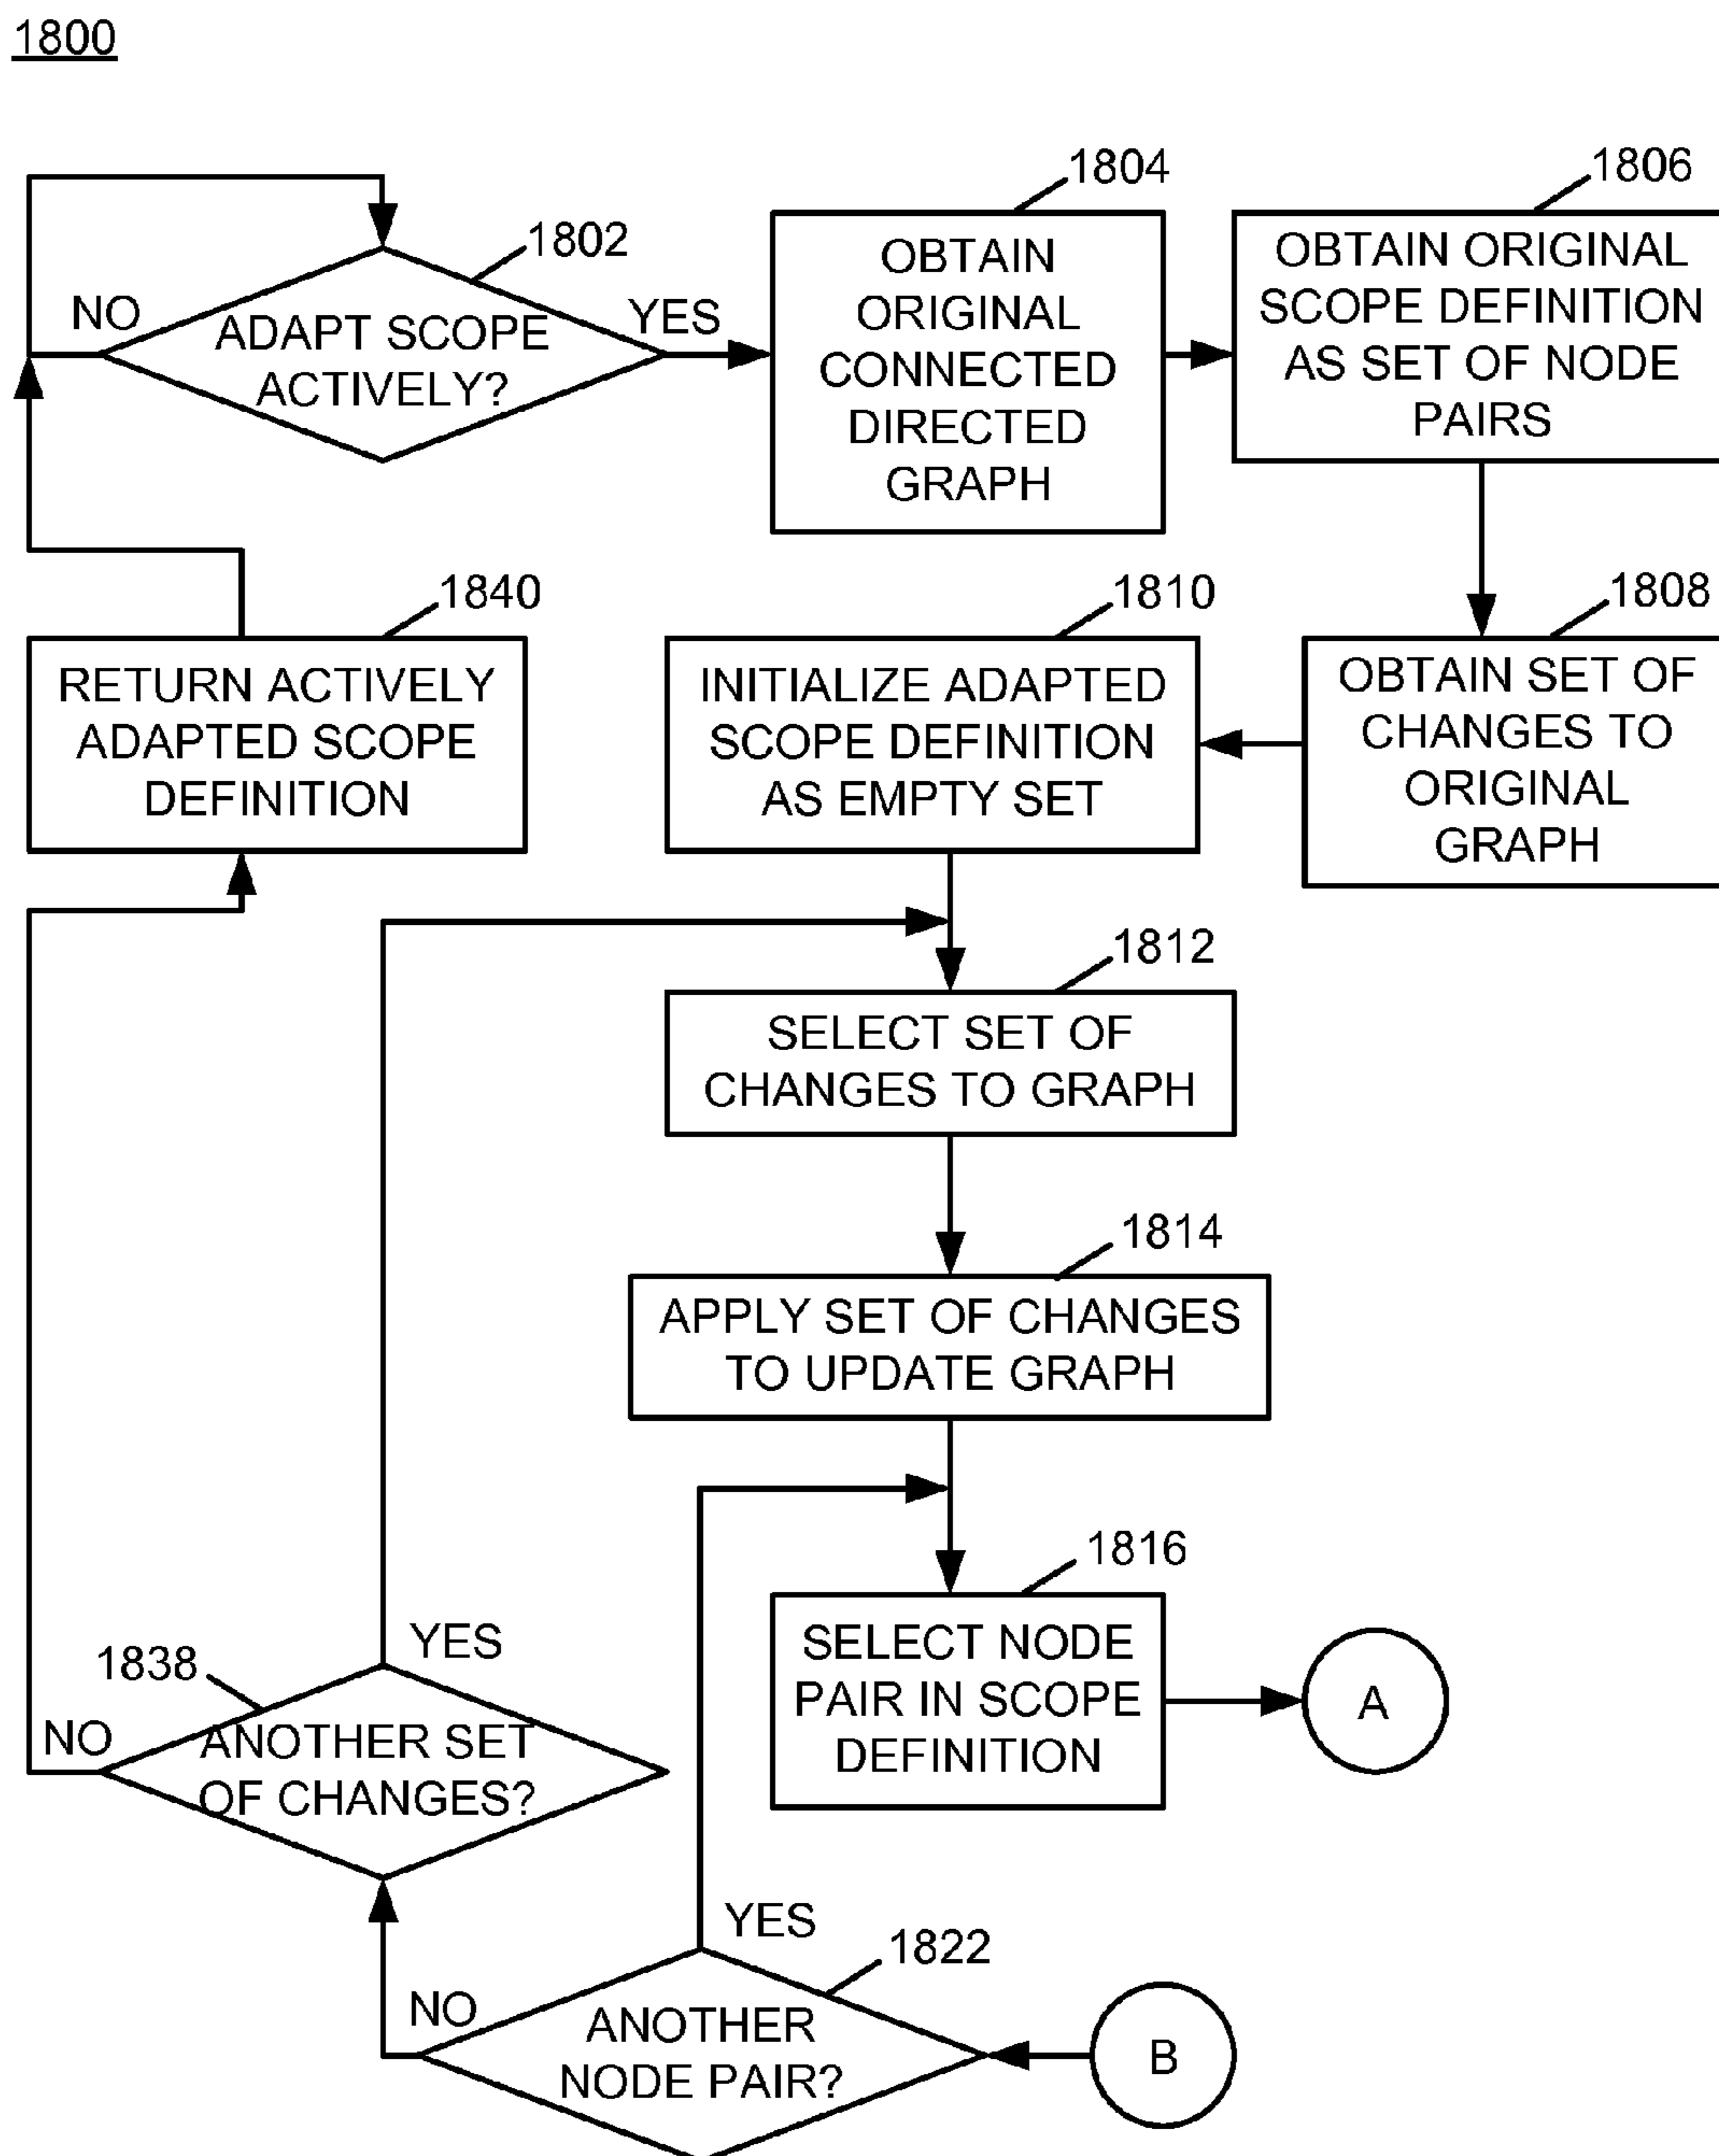 1800
1802
NO
YES
ADAPT SCOPE
ACTIVELY?
1804
OBTAIN
ORIGINAL
CONNECTED
DIRECTED
GRAPH
1806
OBTAIN ORIGINAL
SCOPE DEFINITION
AS SET OF NODE
PAIRS
1840
RETURN ACTIVELY
ADAPTED SCOPE
DEFINITION
1810
INITIALIZE ADAPTED
SCOPE DEFINITION
AS EMPTY SET
1808
OBTAIN SET OF
CHANGES TO
ORIGINAL
GRAPH
1812
SELECT SET OF
CHANGES TO GRAPH
1814
APPLY SET OF CHANGES
TO UPDATE GRAPH
1816
SELECT NODE
PAIR IN SCOPE
DEFINITION
A
1838
YES
NO
ANOTHER SET
OF CHANGES?
YES
1822
NO
ANOTHER
NODE PAIR?
B